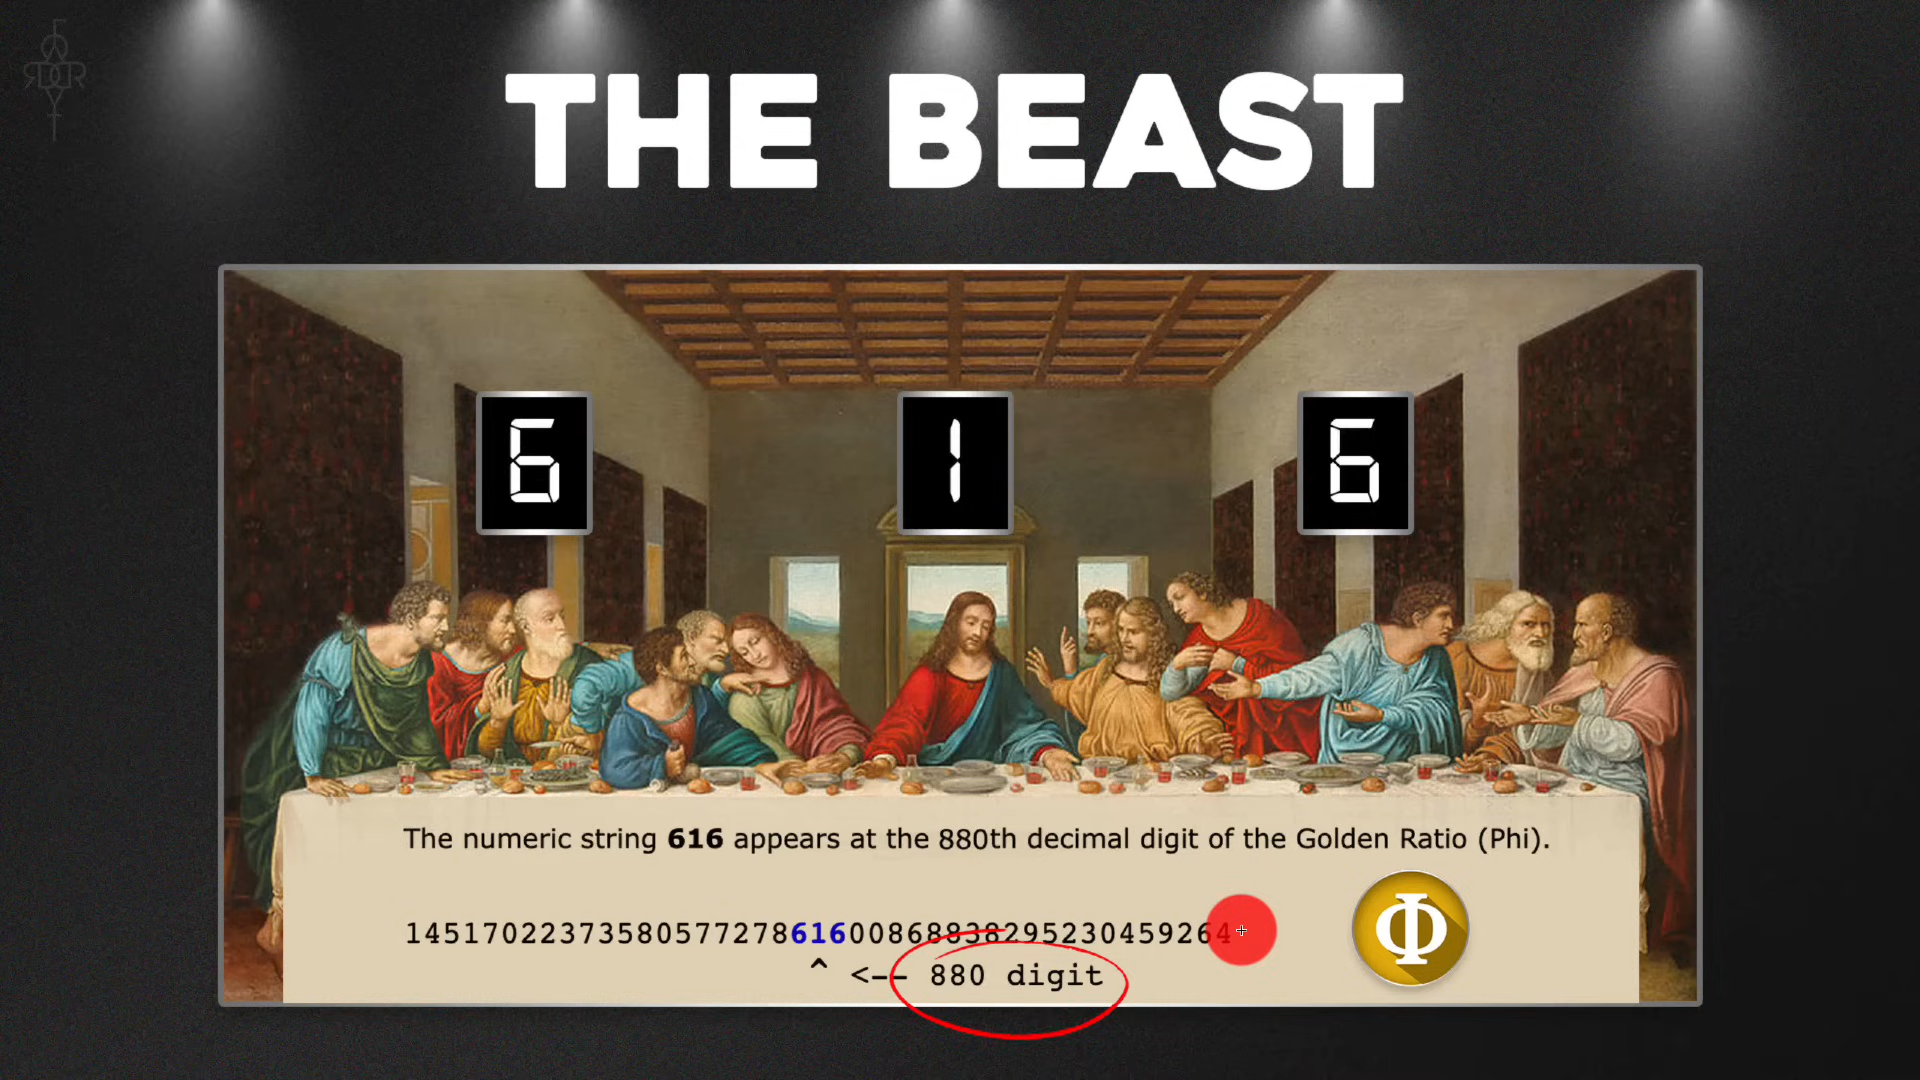 THE BEAST
6 1 6
The numeric string 616 appears at the 880th decimal digit of the Golden Ratio (Phi).
1451702237358057727861600868838295230459264
^ <-- 880 digit
Φ